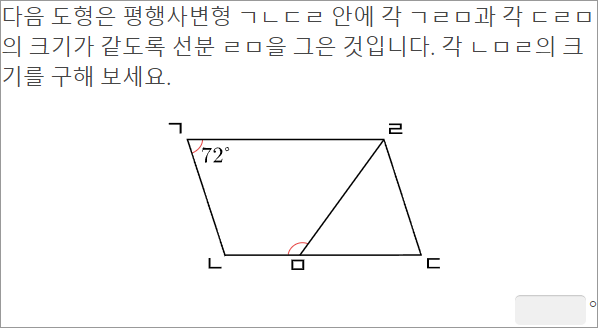 다음 도형은 평행사변형 ㄱㄴㄷㄹ 안에 각 ㄱㄹㅁ과 각 ㄷㄹㅁ
의 크기가 같도록 선분 ㄹㅁ을 그은 것입니다. 각 ㄴㅁㄹ의 크
기를 구해 보세요.
ㄱ ㄹ
72°
ㄴ ㅁ ㄷ
°